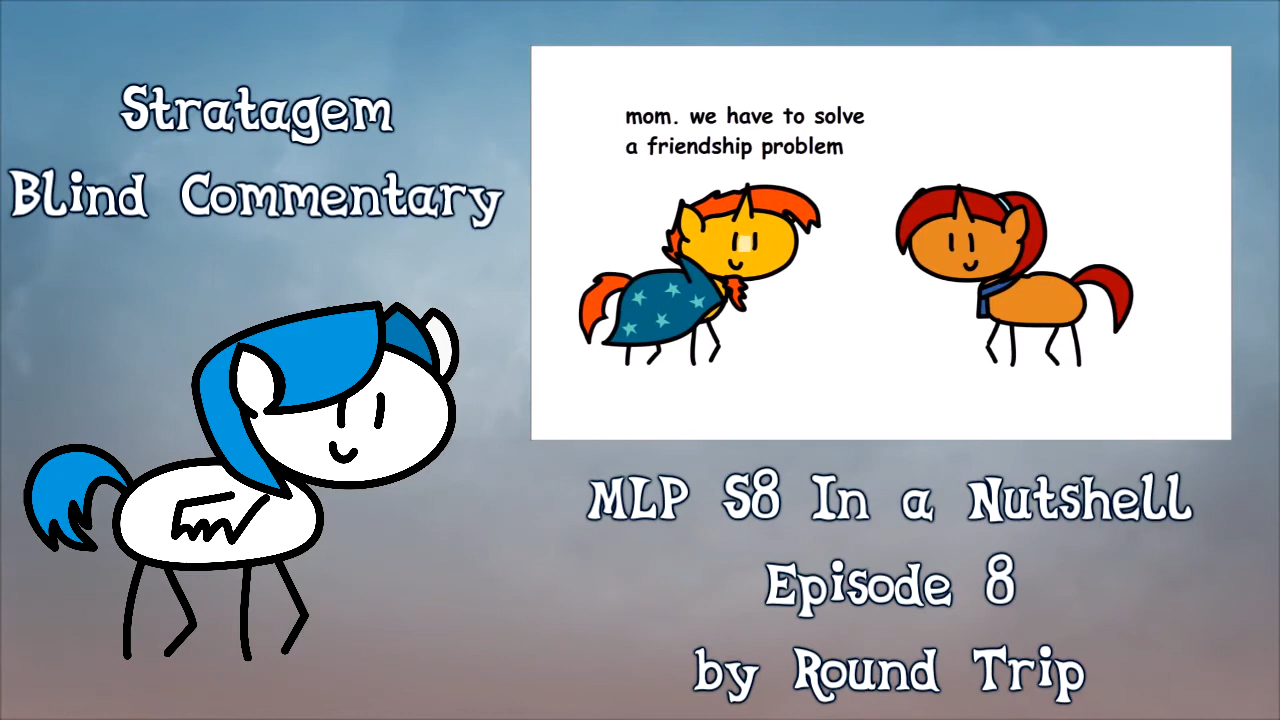 Stratagem
Blind Commentary
mom. we have to solve
a friendship problem
MLP S8 In a Nutshell
Episode 8
by Round Trip